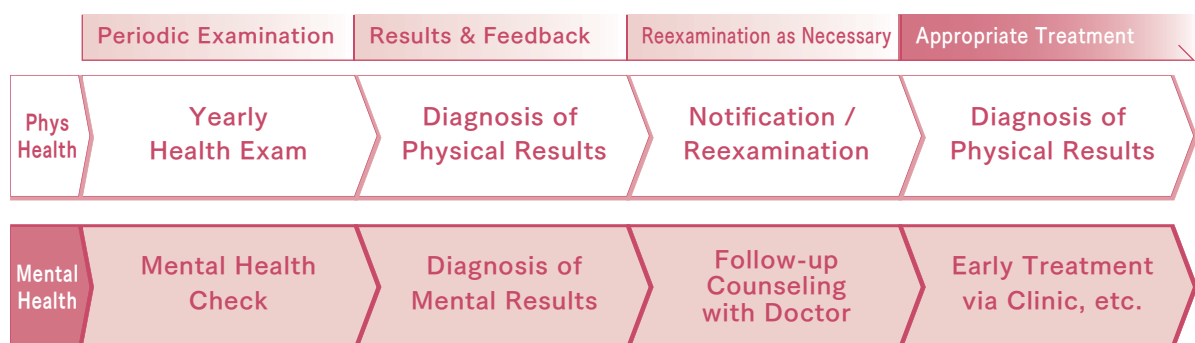 Periodic Examination
Results & Feedback
Reexamination as Necessary
Appropriate Treatment
Phys
Health
Yearly
Health Exam
Diagnosis of
Physical Results
Notification /
Reexamination
Diagnosis of
Physical Results
Mental
Health
Mental Health
Check
Diagnosis of
Mental Results
Follow-up
Counseling
with Doctor
Early Treatment
via Clinic, etc.